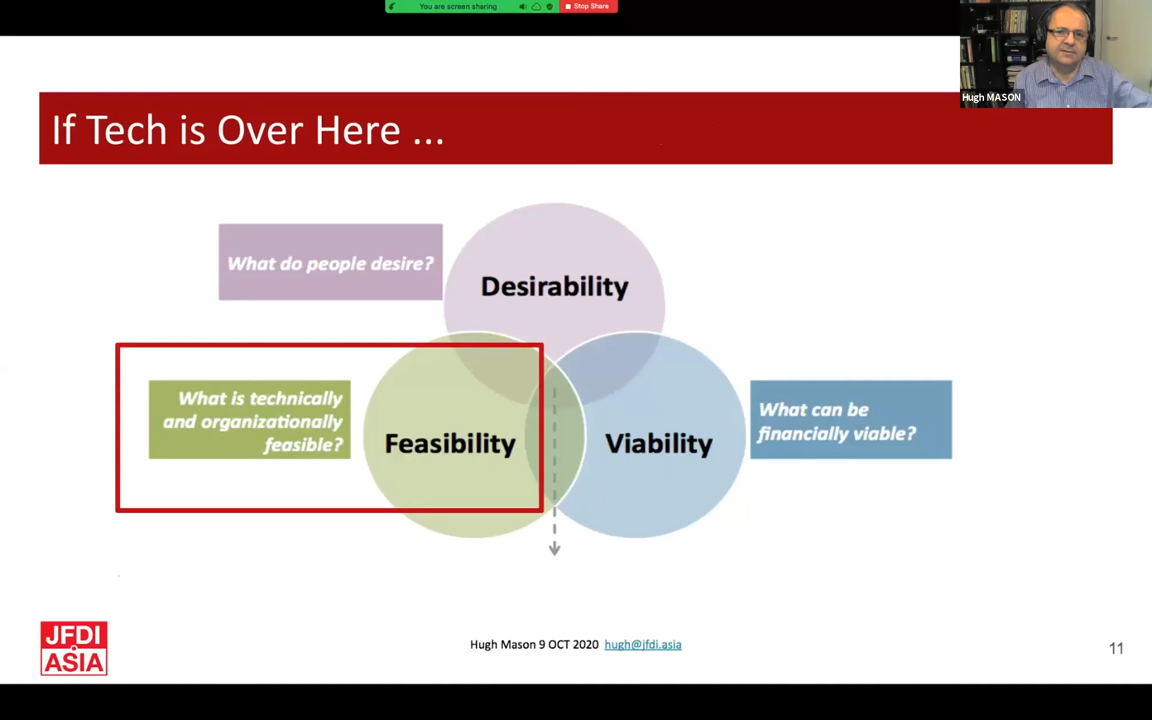 You are screen sharing
Stop Share
Hugh MASON
If Tech is Over Here ...
What do people desire?
Desirability
What is technically
and organizationally
feasible?
Feasibility
Viability
What can be
financially viable?
JFDI
ASIA
Hugh Mason 9 OCT 2020 hugh@jfdi.asia
11